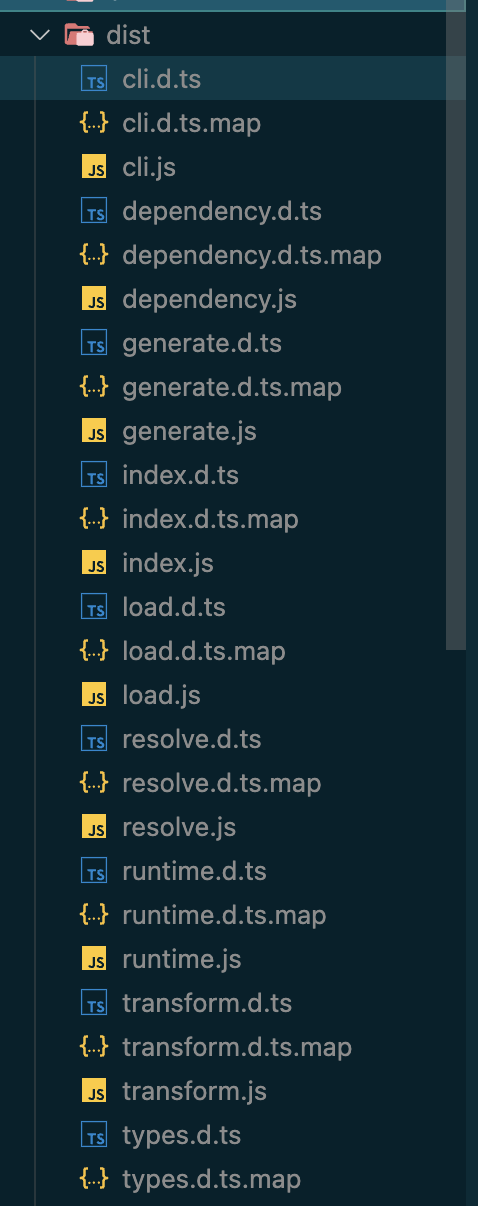 dist
TS cli.d.ts
{...} cli.d.ts.map
JS cli.js
TS dependency.d.ts
{...} dependency.d.ts.map
JS dependency.js
TS generate.d.ts
{...} generate.d.ts.map
JS generate.js
TS index.d.ts
{...} index.d.ts.map
JS index.js
TS load.d.ts
{...} load.d.ts.map
JS load.js
TS resolve.d.ts
{...} resolve.d.ts.map
JS resolve.js
TS runtime.d.ts
{...} runtime.d.ts.map
JS runtime.js
TS transform.d.ts
{...} transform.d.ts.map
JS transform.js
TS types.d.ts
{...} types.d.ts.map